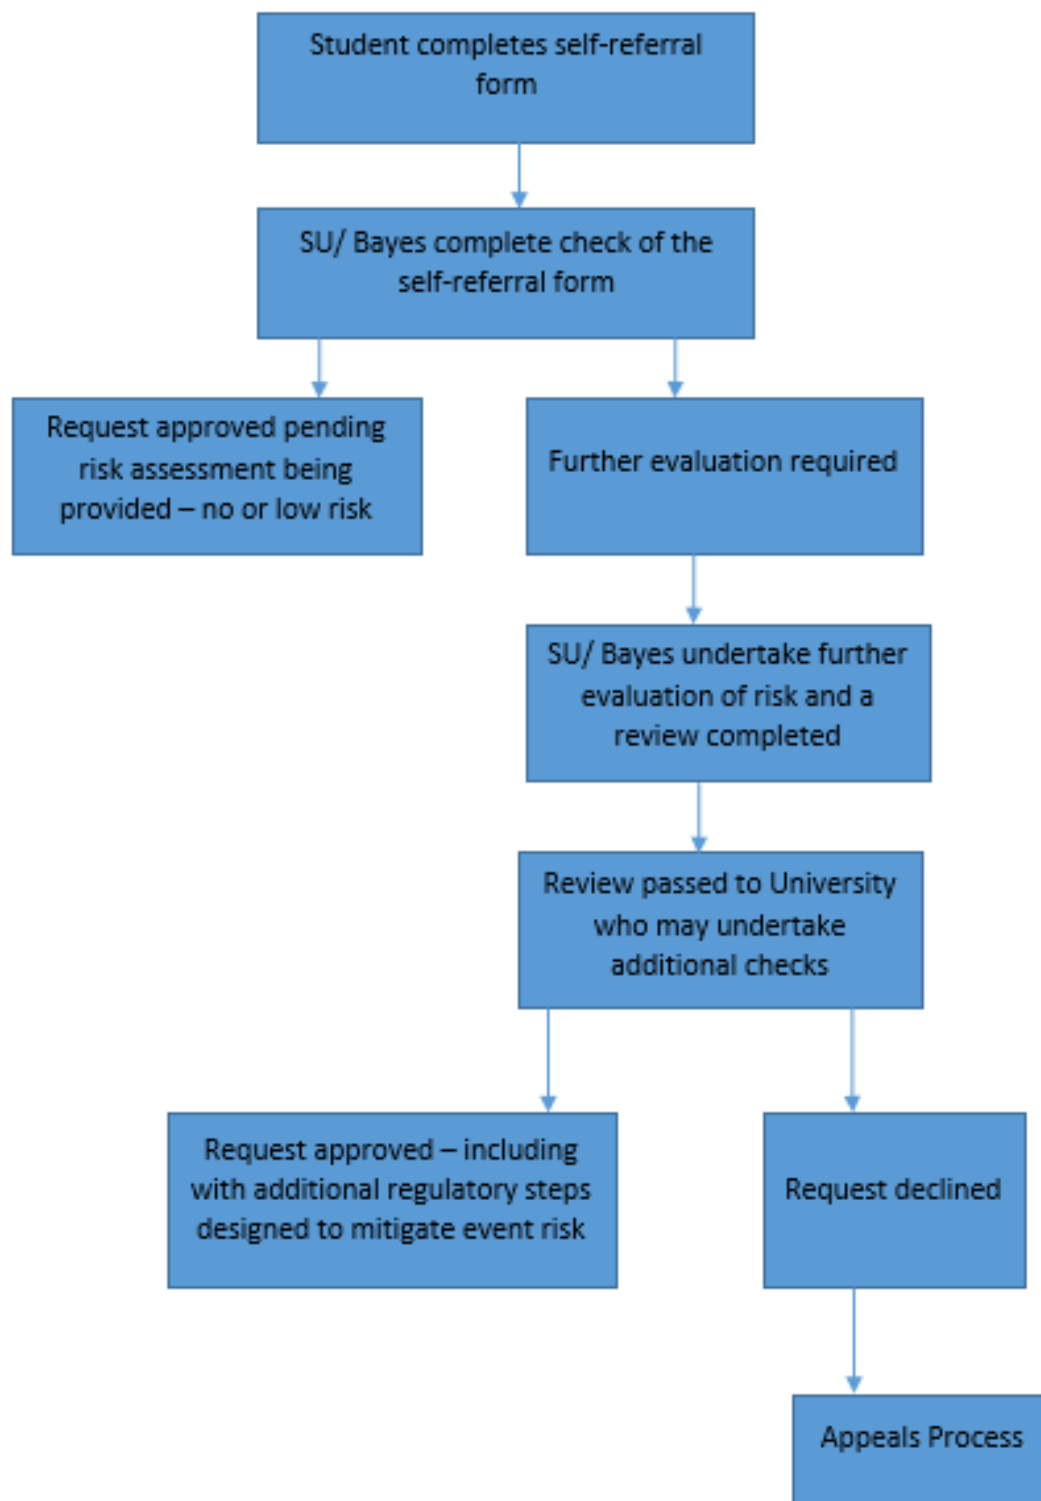 Student completes self-referral
form
SU/ Bayes complete check of the
self-referral form
Request approved pending
risk assessment being
provided – no or low risk
Further evaluation required
SU/ Bayes undertake further
evaluation of risk and a
review completed
Review passed to University
who may undertake
additional checks
Request approved – including
with additional regulatory steps
designed to mitigate event risk
Request declined
Appeals Process